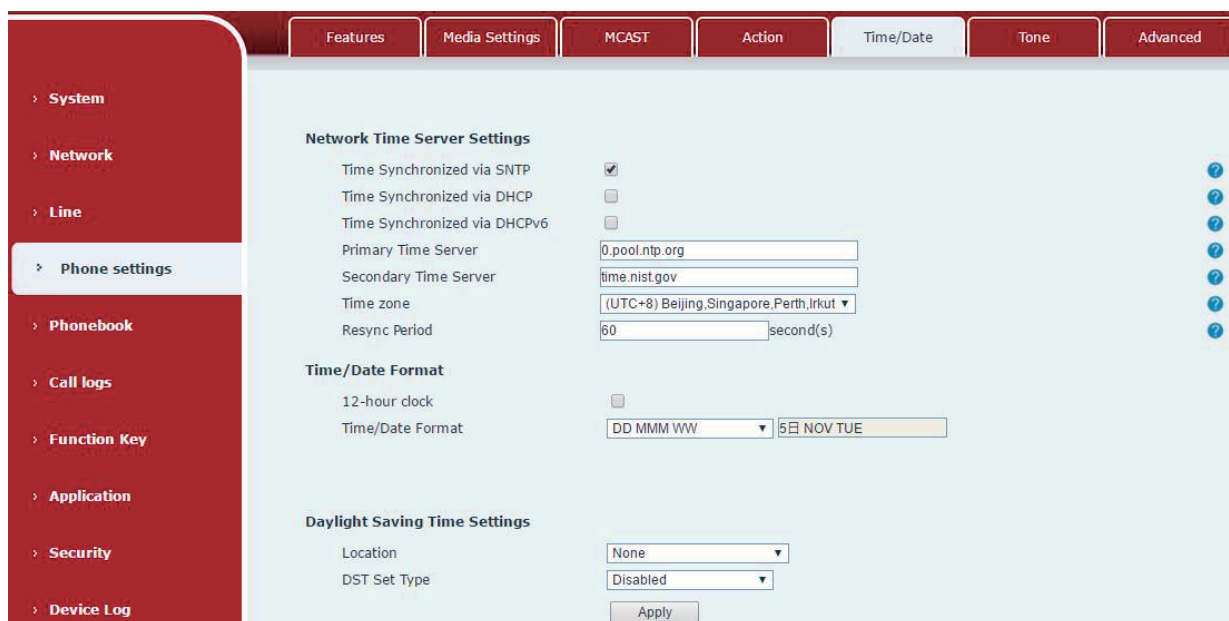 Features Media Settings MCAST Action Time/Date Tone Advanced
System
Network
Line
Phone settings
Phonebook
Call logs
Function Key
Application
Security
Device Log
Network Time Server Settings
Time Synchronized via SNTP
Time Synchronized via DHCP
Time Synchronized via DHCPv6
Primary Time Server 0.pool.ntp.org
Secondary Time Server time.nist.gov
Time zone (UTC+8) Beijing,Singapore,Perth,Irkut
Resync Period 60 second(s)
Time/Date Format
12-hour clock
Time/Date Format DD MMM WW 5日 NOV TUE
Daylight Saving Time Settings
Location None
DST Set Type Disabled
Apply